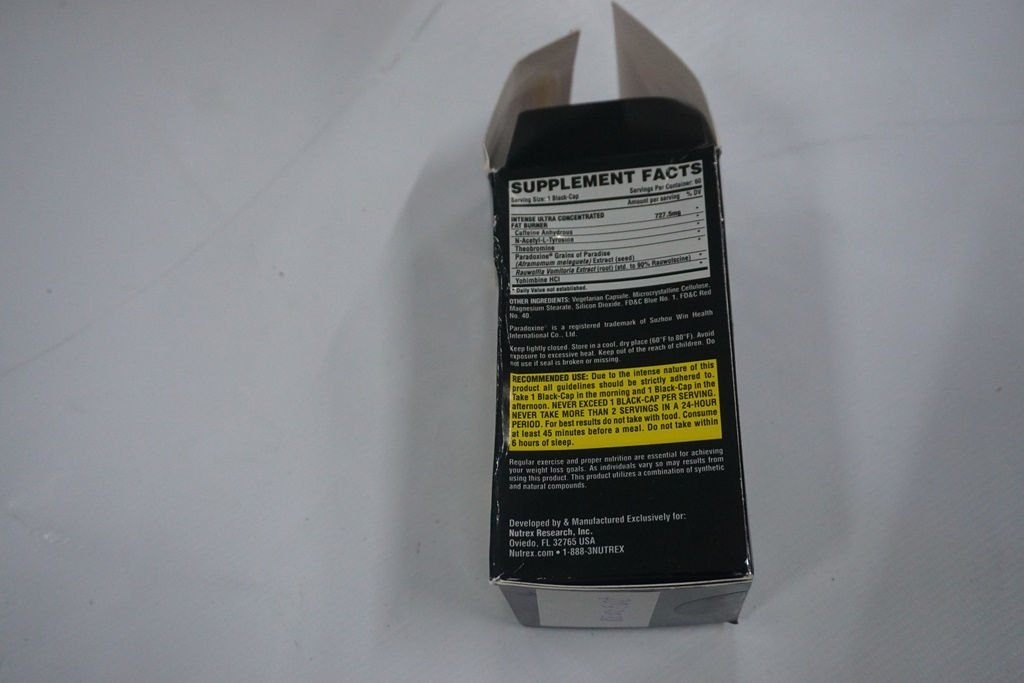 SUPPLEMENT FACTS
Serving Size: 1 Black-Cap Servings Per Container: 60
Amount per serving % DV
INTENSE ULTRA CONCENTRATED 727.5mg *
FAT BURNER
Caffeine Anhydrous *
N-Acetyl-L-Tyrosine *
Theobromine
Paradoxine® Grains of Paradise
(Aframomum melegueta) Extract (seed) *
Rauwolfia Vomitoria Extract (root) (std. to 90% Rauwolscine) *
Yohimbine HCl
* Daily Value not established.
OTHER INGREDIENTS: Vegetarian Capsule, Microcrystalline Cellulose,
Magnesium Stearate, Silicon Dioxide, FD&C Blue No. 1, FD&C Red
No. 40.
Paradoxine™ is a registered trademark of Suzhou Win Health
International Co., Ltd.
Keep tightly closed. Store in a cool, dry place (60°F to 80°F). Avoid
exposure to excessive heat. Keep out of the reach of children. Do
not use if seal is broken or missing.
RECOMMENDED USE: Due to the intense nature of this
product all guidelines should be strictly adhered to.
Take 1 Black-Cap in the morning and 1 Black-Cap in the
afternoon. NEVER EXCEED 1 BLACK-CAP PER SERVING.
NEVER TAKE MORE THAN 2 SERVINGS IN A 24-HOUR
PERIOD. For best results do not take with food. Consume
at least 45 minutes before a meal. Do not take within
6 hours of sleep.
Regular exercise and proper nutrition are essential for achieving
your weight loss goals. As individuals vary so may results from
using this product. This product utilizes a combination of synthetic
and natural compounds.
Developed by & Manufactured Exclusively for:
Nutrex Research, Inc.
Oviedo, FL 32765 USA
Nutrex.com • 1-888-3NUTREX